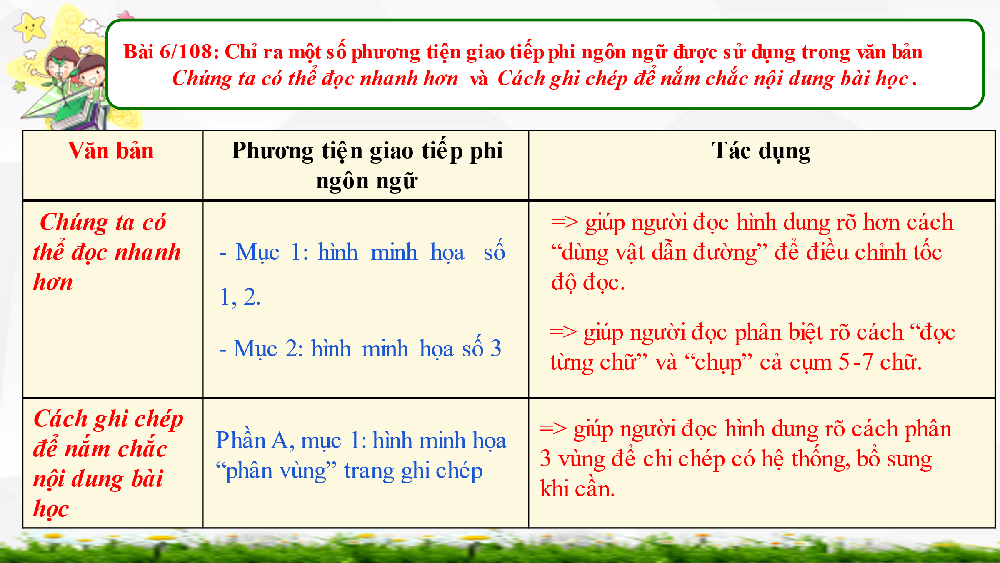 Bài 6/108: Chỉ ra một số phương tiện giao tiếp phi ngôn ngữ được sử dụng trong văn bản
Chúng ta có thể đọc nhanh hơn và Cách ghi chép để nắm chắc nội dung bài học.
Văn bản
Phương tiện giao tiếp phi
ngôn ngữ
Tác dụng
Chúng ta có
thể đọc nhanh
hơn
- Mục 1: hình minh họa số
1, 2.
- Mục 2: hình minh họa số 3
=> giúp người đọc hình dung rõ hơn cách
“dùng vật dẫn đường” để điều chỉnh tốc
độ đọc.
=> giúp người đọc phân biệt rõ cách “đọc
từng chữ” và “chụp” cả cụm 5-7 chữ.
Cách ghi chép
để nắm chắc
nội dung bài
học
Phần A, mục 1: hình minh họa
“phân vùng” trang ghi chép
=> giúp người đọc hình dung rõ cách phân
3 vùng để chi chép có hệ thống, bổ sung
khi cần.